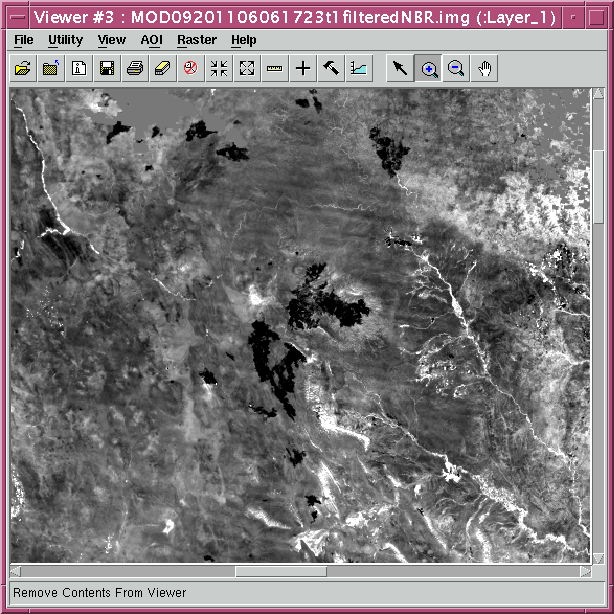 Viewer #3 : MOD09201106061723t1filteredNBR.img (:Layer_1)
File Utility View AOI Raster Help
Remove Contents From Viewer